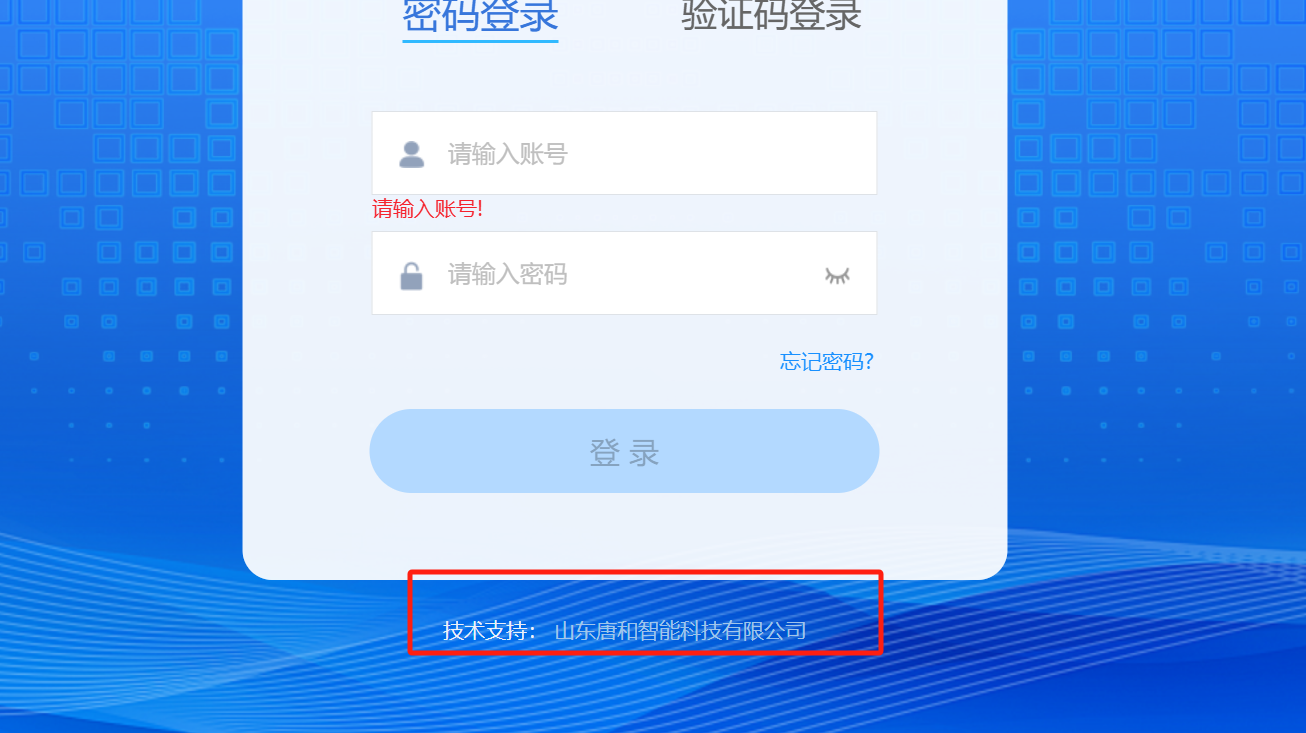 密码登录 验证码登录
请输入账号
请输入账号!
请输入密码
忘记密码?
登 录
技术支持： 山东唐和智能科技有限公司